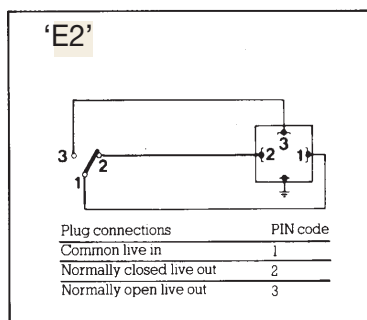 ‘E2’
3
3 2 1
2
1
Plug connections PIN code
Common live in 1
Normally closed live out 2
Normally open live out 3